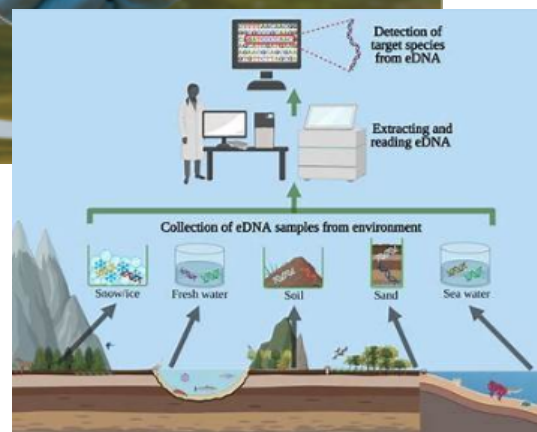 Detection of
target species
from eDNA
Extracting and
reading eDNA
Collection of eDNA samples from environment
Snow/ice
Fresh water
Soil
Sand
Sea water